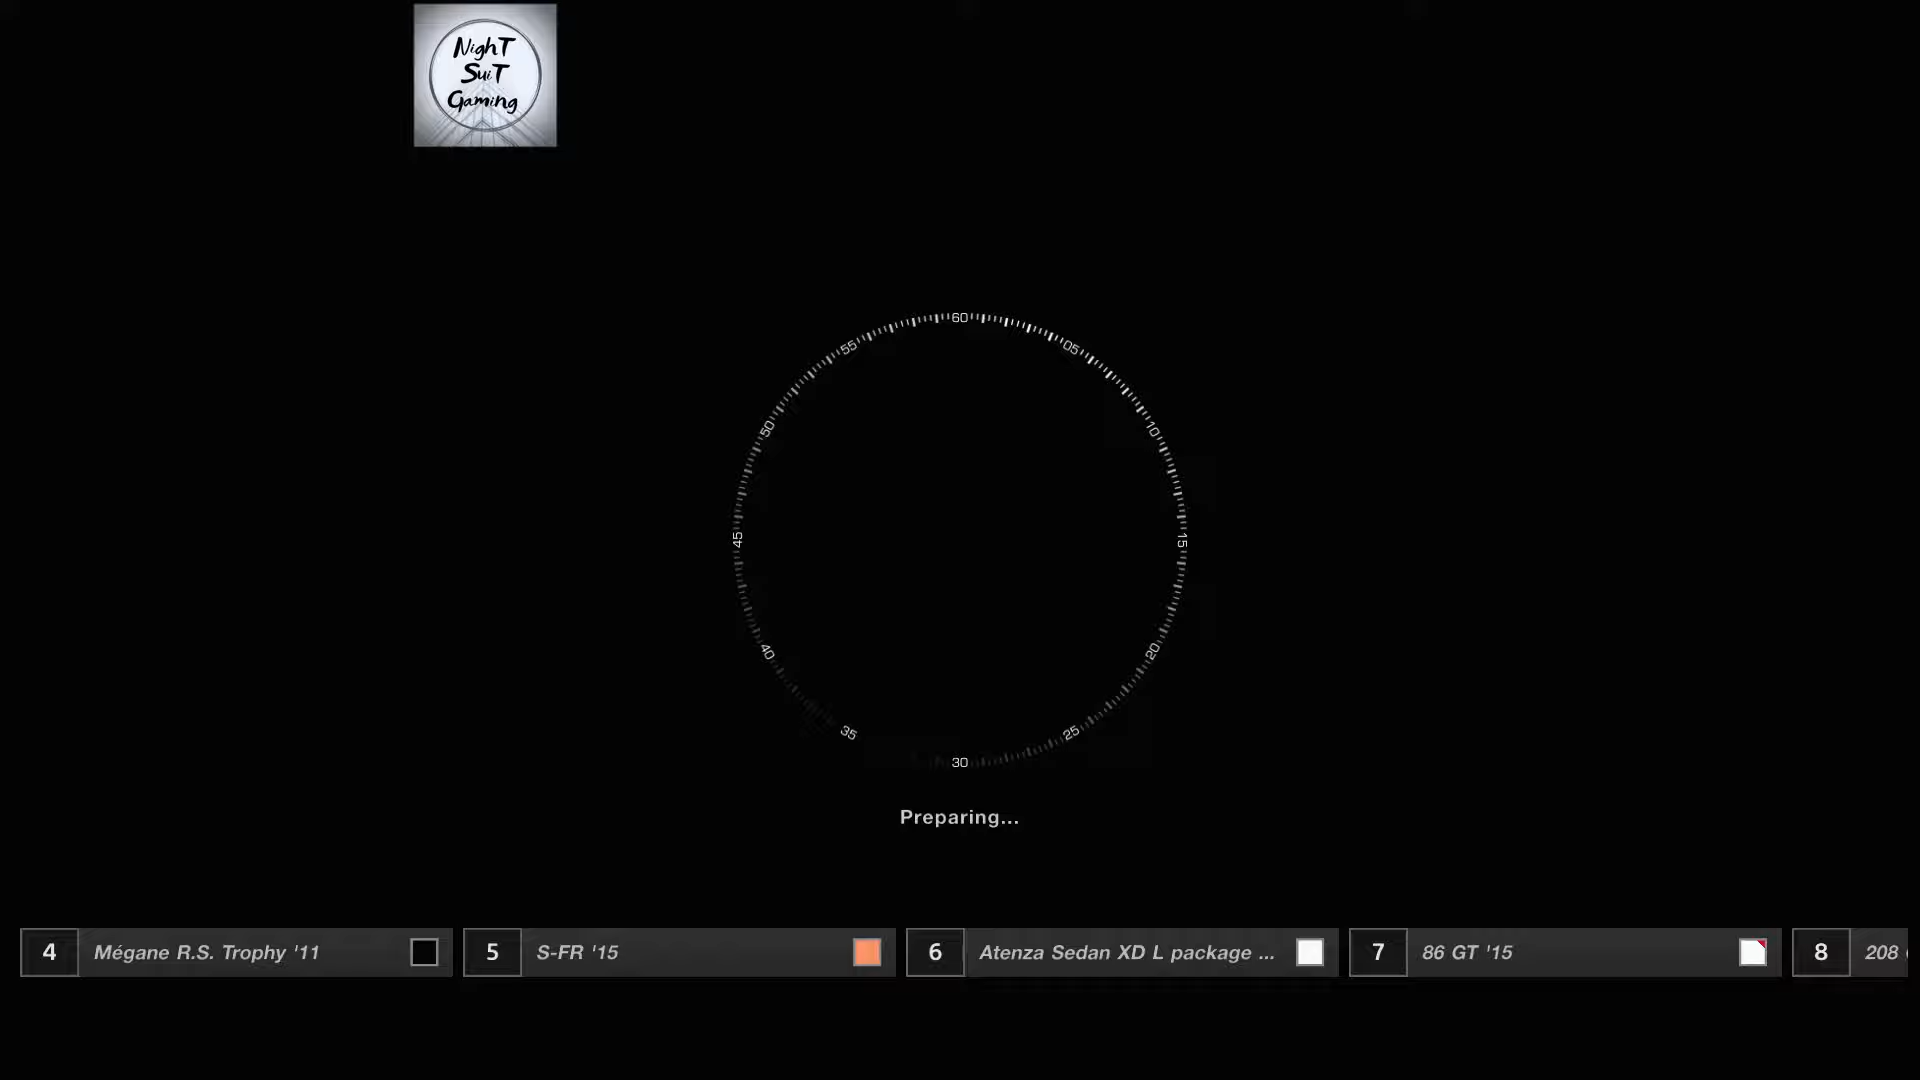 NighT
SuiT
Gaming
60
55
05
50
10
45
15
40
20
35
25
30
Preparing...
4 Mégane R.S. Trophy '11
5 S-FR '15
6 Atenza Sedan XD L package ...
7 86 GT '15
8 208